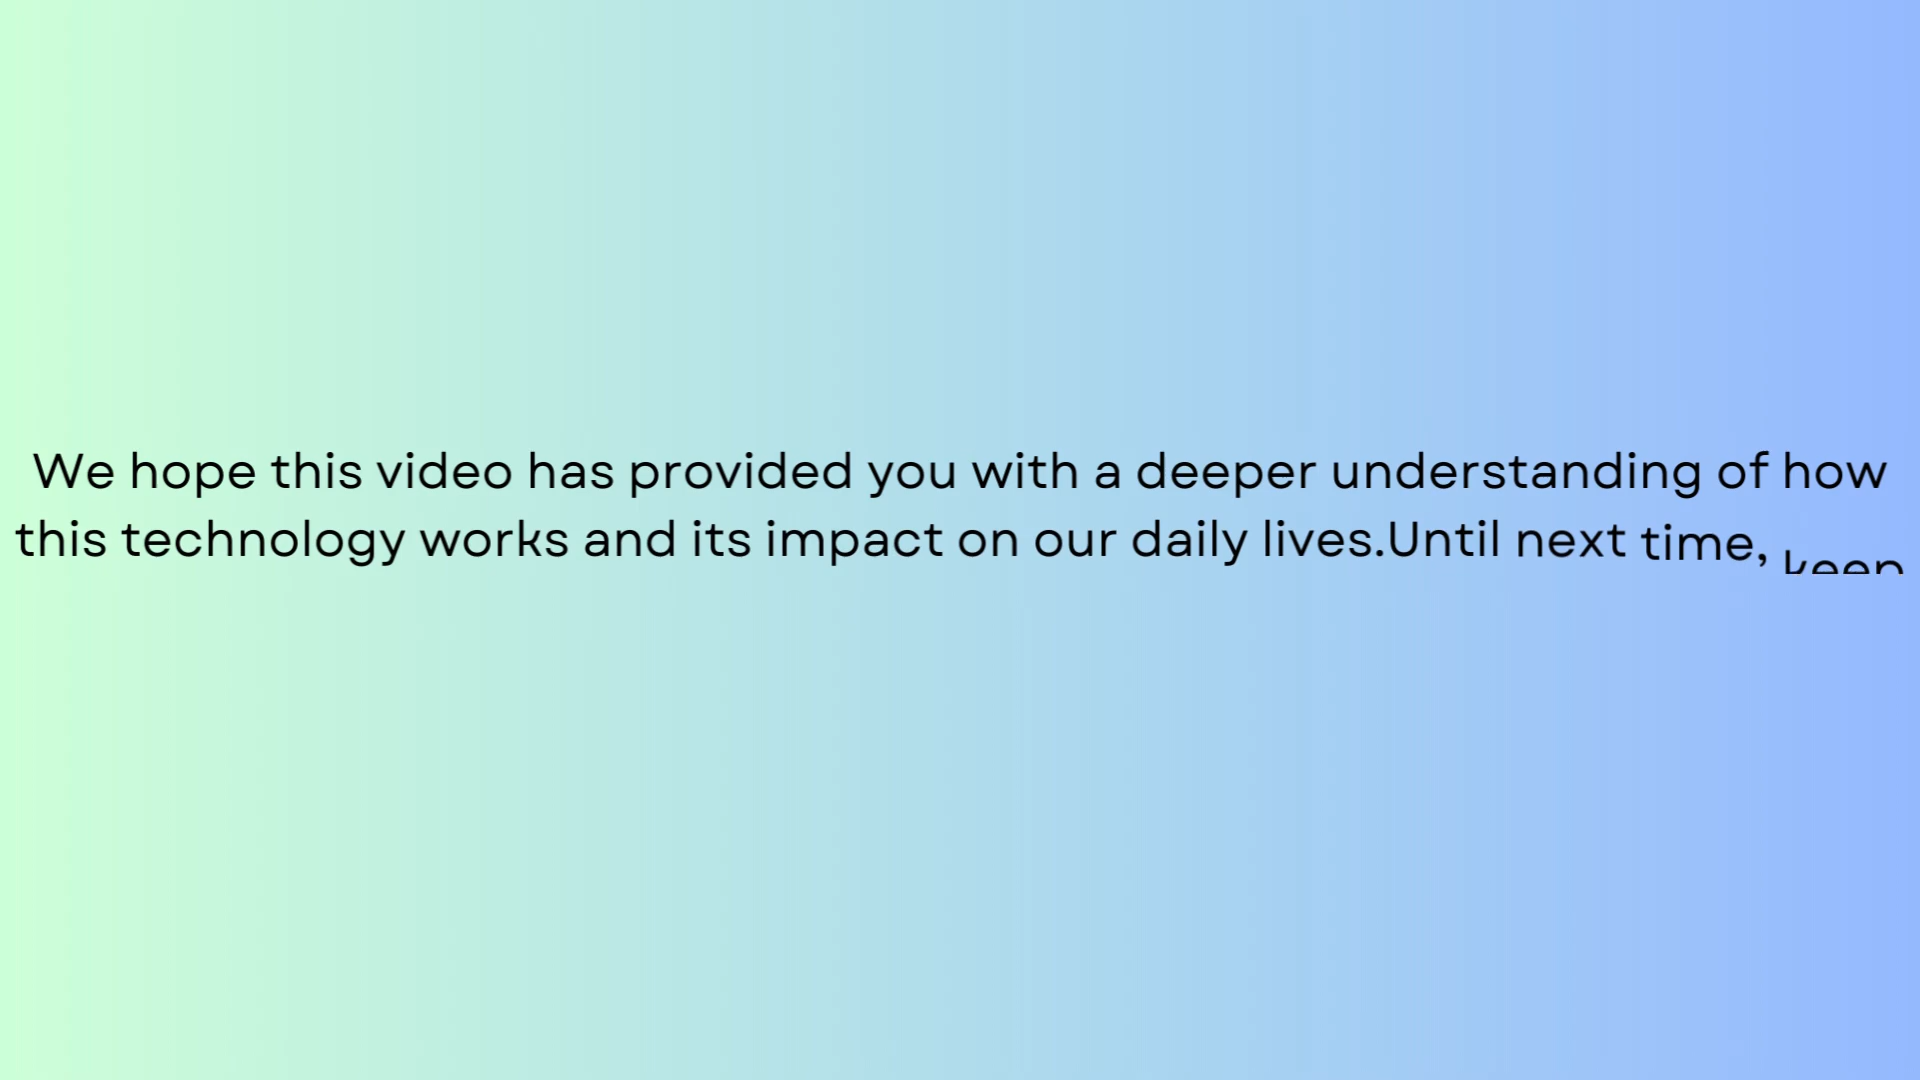 We hope this video has provided you with a deeper understanding of how
this technology works and its impact on our daily lives.Until next time, keep